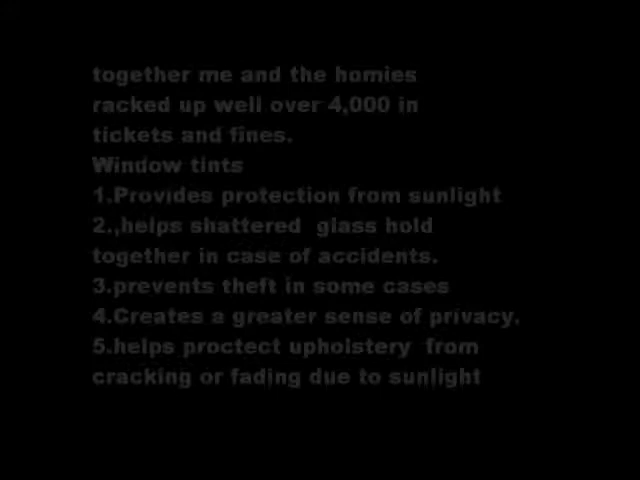 together me and the homies
racked up well over 4,000 in
tickets and fines.
Window tints
1.Provides protection from sunlight
2.,helps shattered  glass hold
together in case of accidents.
3.prevents theft in some cases
4.Creates a greater sense of privacy.
5.helps proctect upholstery  from
cracking or fading due to sunlight